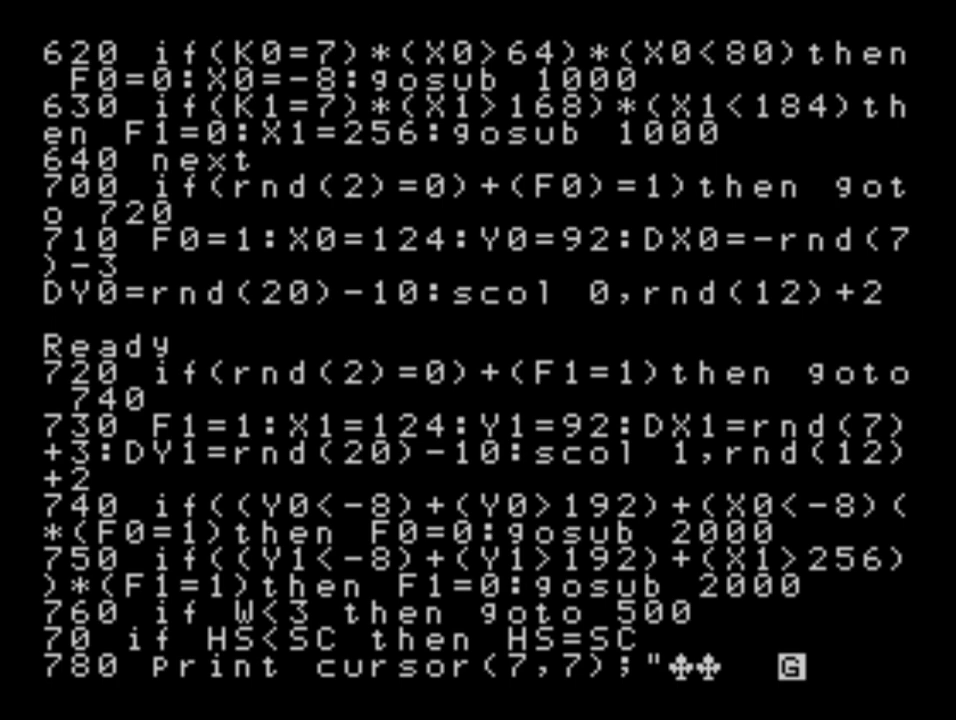 620 if(K0=7)*(X0>64)*(X0<80)then
 F0=0:X0=-8:gosub 1000
630 if(K1=7)*(X1>168)*(X1<184)th
en F1=0:X1=256:gosub 1000
640 next
700 if(rnd(2)=0)+(F0)=1)then got
o 720
710 F0=1:X0=124:Y0=92:DX0=-rnd(7
)-3
DY0=rnd(20)-10:scol 0,rnd(12)+2
Ready
720 if(rnd(2)=0)+(F1=1)then goto
 740
730 F1=1:X1=124:Y1=92:DX1=rnd(7)
+3:DY1=rnd(20)-10:scol 1,rnd(12)
+2
740 if((Y0<-8)+(Y0>192)+(X0<-8)(
*(F0=1)then F0=0:gosub 2000
750 if((Y1<-8)+(Y1>192)+(X1>256)
)*(F1=1)then F1=0:gosub 2000
760 if W<3 then goto 500
70 if HS<SC then HS=SC
780 Print cursor(7,7);"♣♣  G